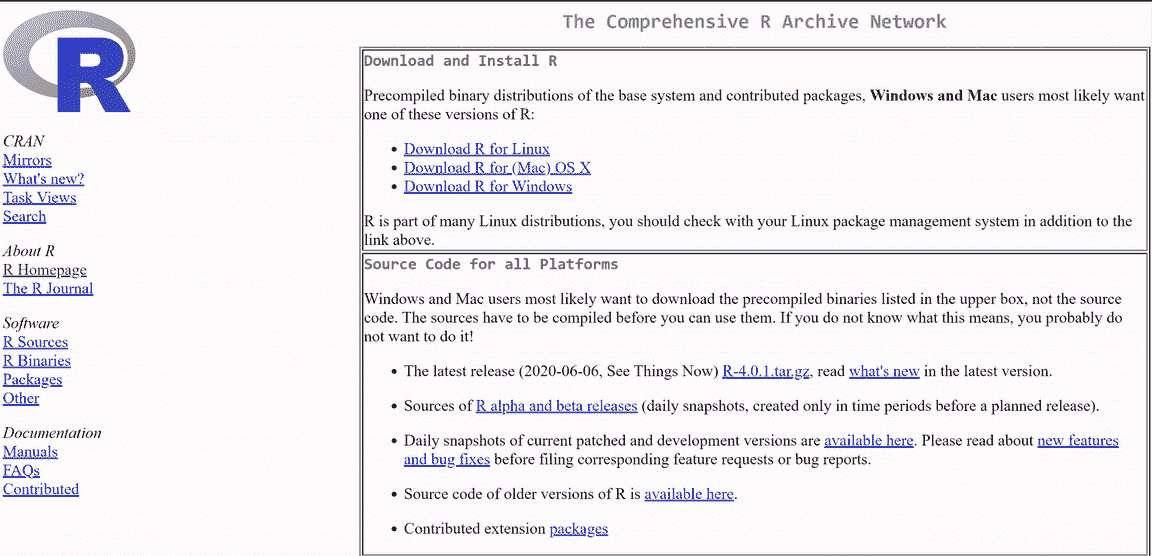 The Comprehensive R Archive Network
R
CRAN
Mirrors
What's new?
Task Views
Search
About R
R Homepage
The R Journal
Software
R Sources
R Binaries
Packages
Other
Documentation
Manuals
FAQs
Contributed
Download and Install R
Precompiled binary distributions of the base system and contributed packages, Windows and Mac users most likely want
one of these versions of R:
• Download R for Linux
• Download R for (Mac) OS X
• Download R for Windows
R is part of many Linux distributions, you should check with your Linux package management system in addition to the
link above.
Source Code for all Platforms
Windows and Mac users most likely want to download the precompiled binaries listed in the upper box, not the source
code. The sources have to be compiled before you can use them. If you do not know what this means, you probably do
not want to do it!
• The latest release (2020-06-06, See Things Now) R-4.0.1.tar.gz, read what's new in the latest version.
• Sources of R alpha and beta releases (daily snapshots, created only in time periods before a planned release).
• Daily snapshots of current patched and development versions are available here. Please read about new features
and bug fixes before filing corresponding feature requests or bug reports.
• Source code of older versions of R is available here.
• Contributed extension packages